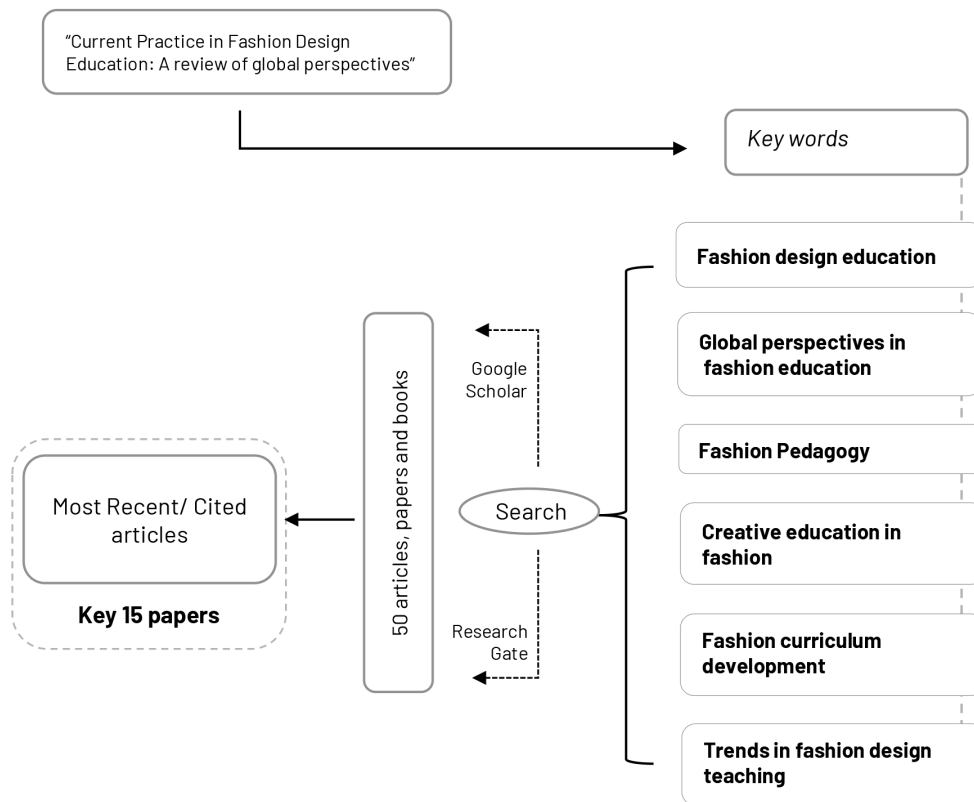 “Current Practice in Fashion Design
Education: A review of global perspectives”
Key words
Fashion design education
Global perspectives in
fashion education
Fashion Pedagogy
Creative education in
fashion
Fashion curriculum
development
Trends in fashion design
teaching
Search
Google
Scholar
Research
Gate
50 articles, papers and books
Most Recent/ Cited
articles
Key 15 papers